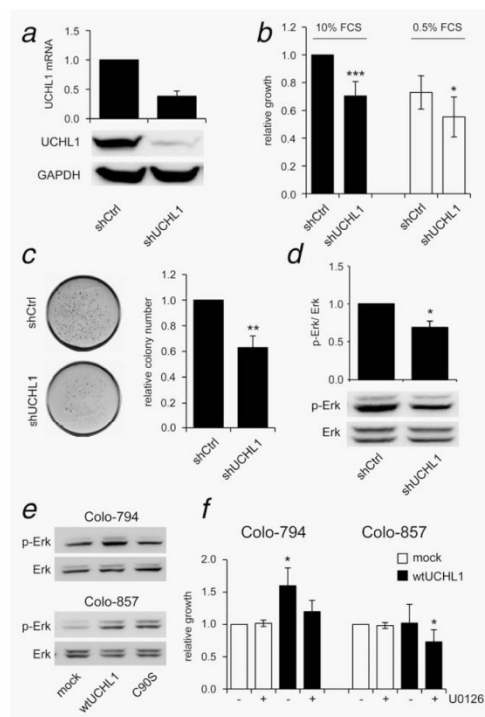 a
UCHL1 mRNA
1.5
1.0
0.5
0.0
UCHL1
GAPDH
shCtrl
shUCHL1
b
10% FCS
0.5% FCS
relative growth
1.2
1.0
0.8
0.6
0.4
0.2
0.0
***
*
shCtrl
shUCHL1
shCtrl
shUCHL1
c
shCtrl
shUCHL1
relative colony number
1.2
1.0
0.8
0.6
0.4
0.2
0.0
**
shCtrl
shUCHL1
d
p-Erk/ Erk
1.5
1.0
0.5
0.0
*
p-Erk
Erk
shCtrl
shUCHL1
e
Colo-794
p-Erk
Erk
Colo-857
p-Erk
Erk
mock
wtUCHL1
C90S
f
Colo-794 Colo-857
mock
wtUCHL1
relative growth
2.0
1.5
1.0
0.5
0.0
*
*
- + - + - + - + U0126